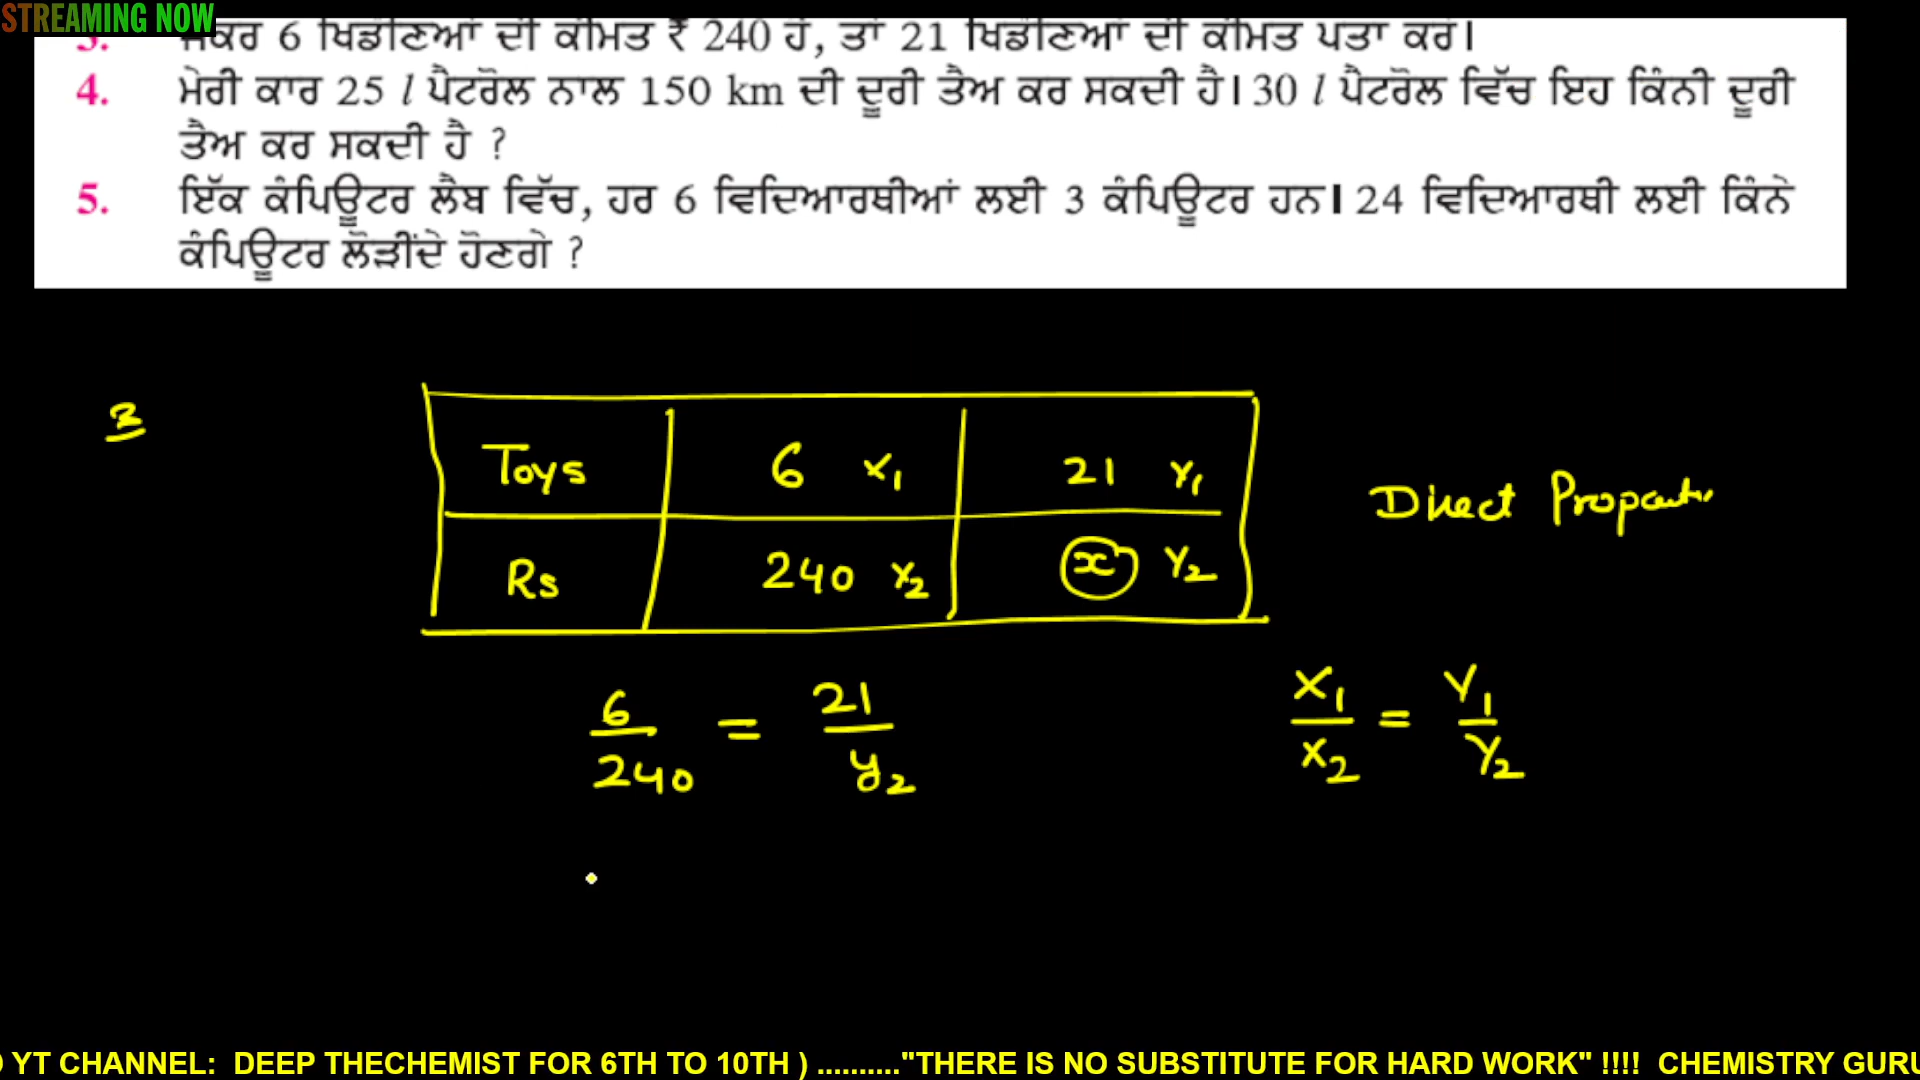 STREAMING NOW
3. ਜੇਕਰ 6 ਖਿਡੌਣਿਆਂ ਦੀ ਕੀਮਤ ₹ 240 ਹੈ, ਤਾਂ 21 ਖਿਡੌਣਿਆਂ ਦੀ ਕੀਮਤ ਪਤਾ ਕਰੋ।
4. ਮੇਰੀ ਕਾਰ 25 l ਪੈਟਰੋਲ ਨਾਲ 150 km ਦੀ ਦੂਰੀ ਤੈਅ ਕਰ ਸਕਦੀ ਹੈ। 30 l ਪੈਟਰੋਲ ਵਿੱਚ ਇਹ ਕਿੰਨੀ ਦੂਰੀ
ਤੈਅ ਕਰ ਸਕਦੀ ਹੈ ?
5. ਇੱਕ ਕੰਪਿਊਟਰ ਲੈਬ ਵਿੱਚ, ਹਰ 6 ਵਿਦਿਆਰਥੀਆਂ ਲਈ 3 ਕੰਪਿਊਟਰ ਹਨ। 24 ਵਿਦਿਆਰਥੀ ਲਈ ਕਿੰਨੇ
ਕੰਪਿਊਟਰ ਲੋੜੀਂਦੇ ਹੋਣਗੇ ?
3
Toys 6 x₁ 21 Y₁
Direct
Rs 240 x₂ x Y₂
6/240 = 21/y₂
X₁/X₂ = Y₁/Y₂
) YT CHANNEL: DEEP THECHEMIST FOR 6TH TO 10TH ) .........."THERE IS NO SUBSTITUTE FOR HARD WORK" !!!! CHEMISTRY GURU